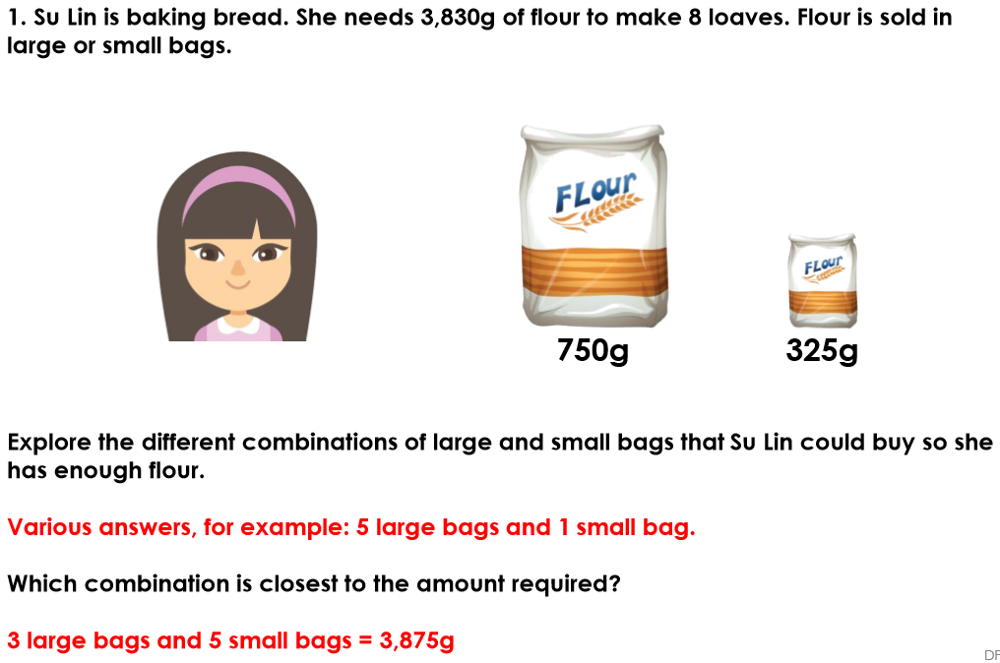 1. Su Lin is baking bread. She needs 3,830g of flour to make 8 loaves. Flour is sold in
large or small bags.
FLour
FLour
750g
325g
Explore the different combinations of large and small bags that Su Lin could buy so she
has enough flour.
Various answers, for example: 5 large bags and 1 small bag.
Which combination is closest to the amount required?
3 large bags and 5 small bags = 3,875g
DF